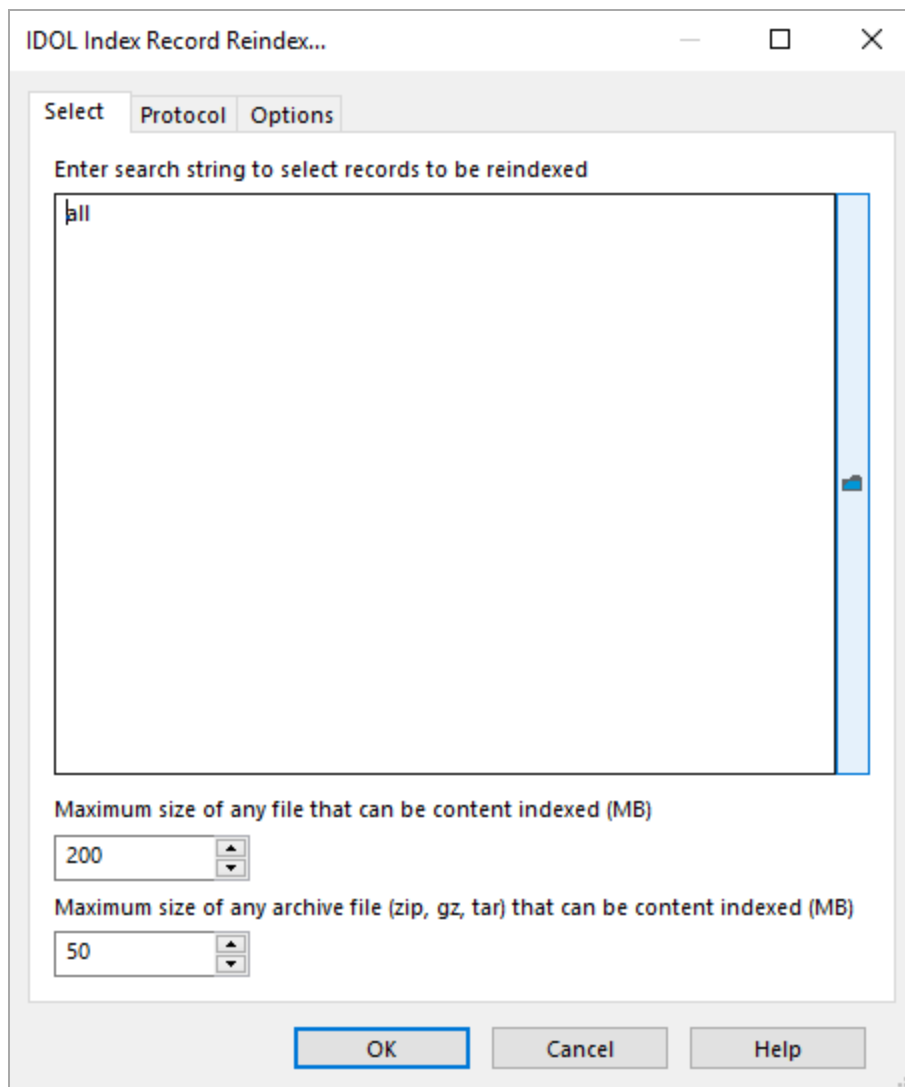 IDOL Index Record Reindex...
Select Protocol Options
Enter search string to select records to be reindexed
all
Maximum size of any file that can be content indexed (MB)
200
Maximum size of any archive file (zip, gz, tar) that can be content indexed (MB)
50
OK Cancel Help